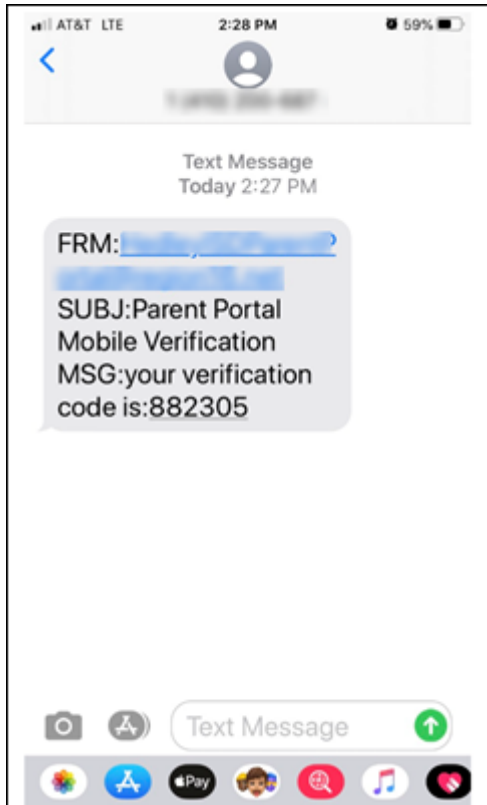 AT&T LTE 2:28 PM 59%
Text Message
Today 2:27 PM
FRM:
SUBJ:Parent Portal
Mobile Verification
MSG:your verification
code is:882305
Text Message
Pay